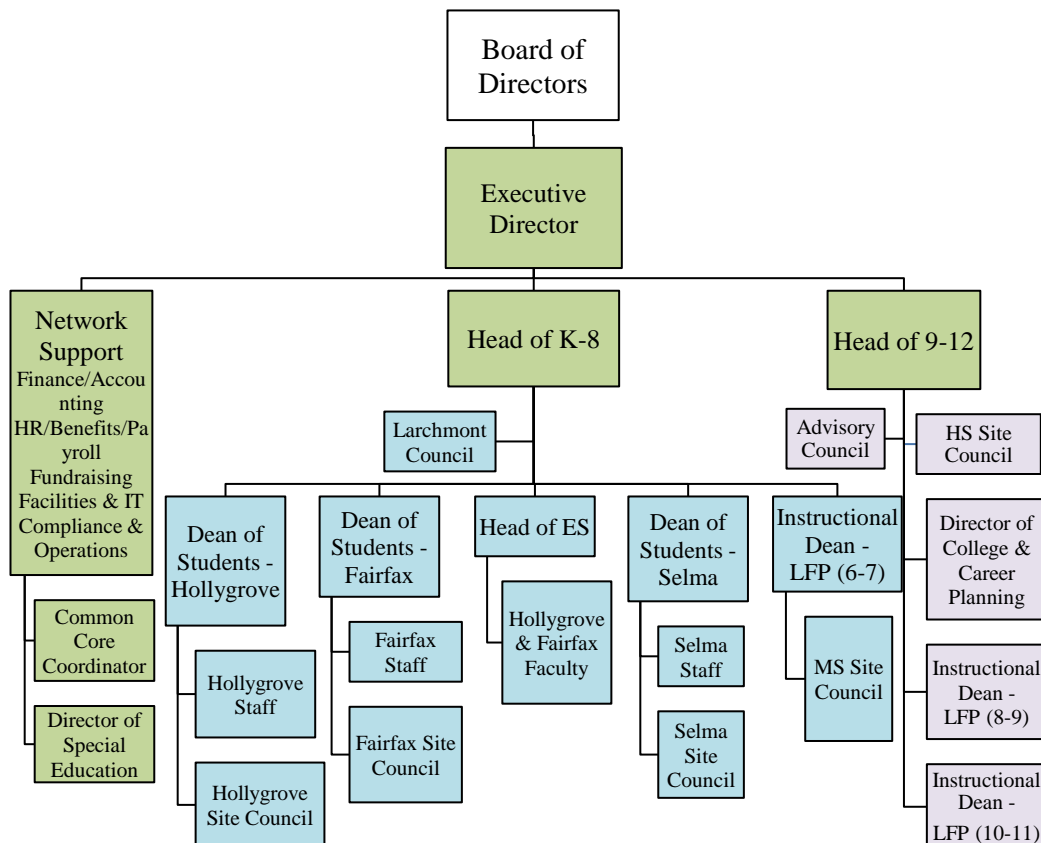 Board of
Directors
Executive
Director
Network
Support
Finance/Accou
nting
HR/Benefits/Pa
yroll
Fundraising
Facilities & IT
Compliance &
Operations
Head of K-8
Head of 9-12
Larchmont
Council
Advisory
Council
HS Site
Council
Dean of
Students -
Hollygrove
Dean of
Students -
Fairfax
Head of ES
Dean of
Students -
Selma
Instructional
Dean -
LFP (6-7)
Director of
College &
Career
Planning
Common
Core
Coordinator
Hollygrove
Staff
Fairfax
Staff
Hollygrove
& Fairfax
Faculty
Selma
Staff
MS Site
Council
Instructional
Dean -
LFP (8-9)
Director of
Special
Education
Hollygrove
Site Council
Fairfax Site
Council
Selma
Site
Council
Instructional
Dean -
LFP (10-11)